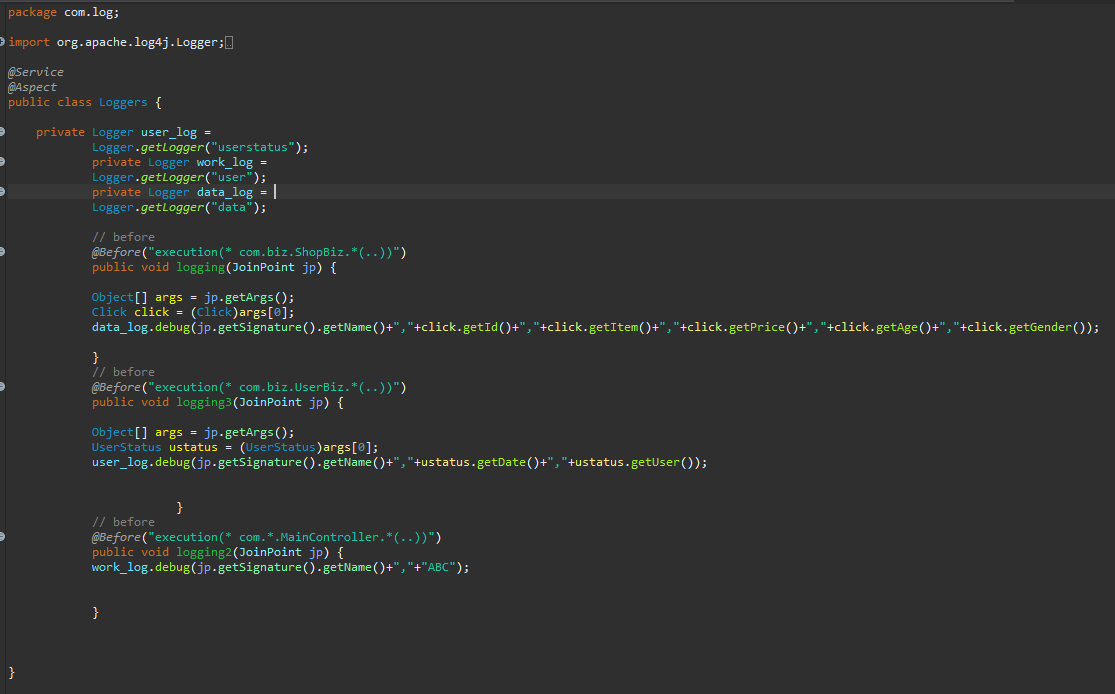 package com.log;
import org.apache.log4j.Logger;
@Service
@Aspect
public class Loggers {
private Logger user_log =
Logger.getLogger("userstatus");
private Logger work_log =
Logger.getLogger("user");
private Logger data_log =
Logger.getLogger("data");
// before
@Before("execution(* com.biz.ShopBiz.*(..))")
public void logging(JoinPoint jp) {
Object[] args = jp.getArgs();
Click click = (Click)args[0];
data_log.debug(jp.getSignature().getName()+","+click.getId()+","+click.getItem()+","+click.getPrice()+","+click.getAge()+","+click.getGender());
}
// before
@Before("execution(* com.biz.UserBiz.*(..))")
public void logging3(JoinPoint jp) {
Object[] args = jp.getArgs();
UserStatus ustatus = (UserStatus)args[0];
user_log.debug(jp.getSignature().getName()+","+ustatus.getDate()+","+ustatus.getUser());
}
// before
@Before("execution(* com.*.MainController.*(..))")
public void logging2(JoinPoint jp) {
work_log.debug(jp.getSignature().getName()+","+"ABC");
}
}